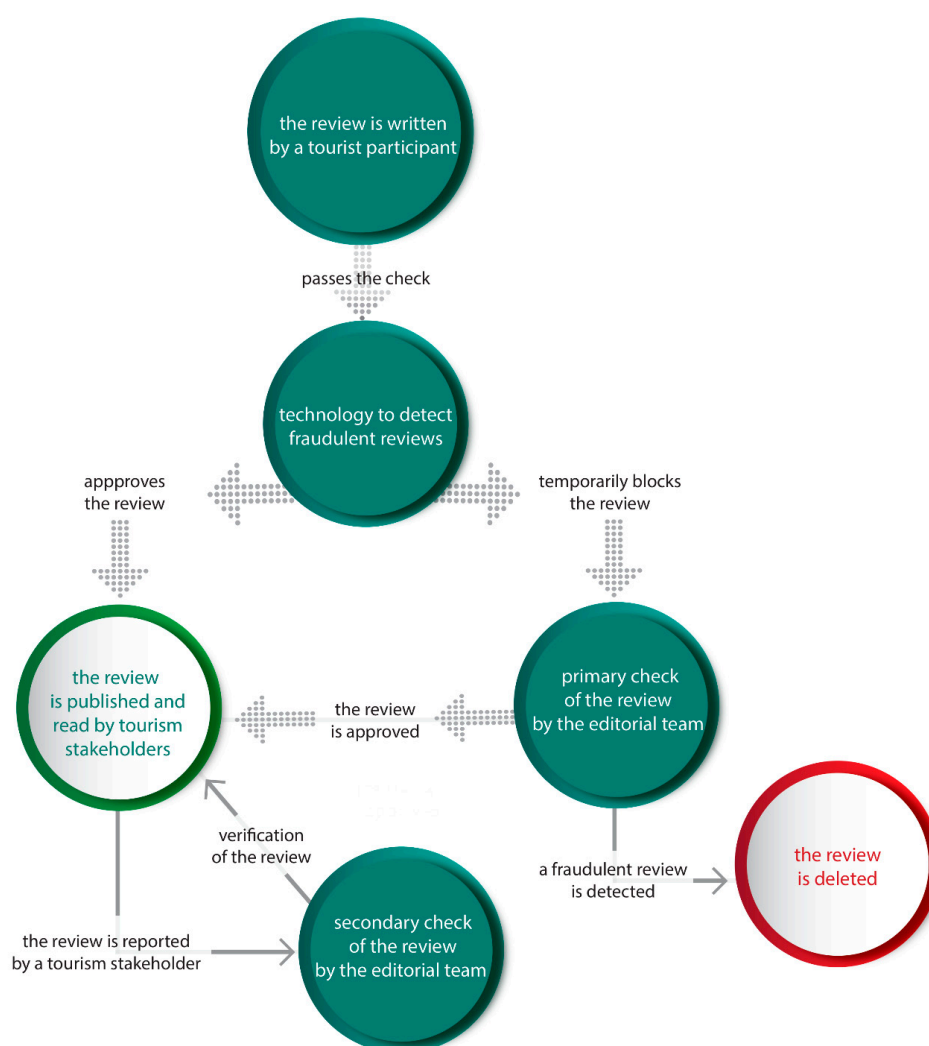 the review is written
by a tourist participant
passes the check
technology to detect
fraudulent reviews
appproves
the review
temporarily blocks
the review
the review
is published and
read by tourism
stakeholders
the review
is approved
primary check
of the review
by the editorial team
verification
of the review
a fraudulent review
is detected
the review
is deleted
the review is reported
by a tourism stakeholder
secondary check
of the review
by the editorial team